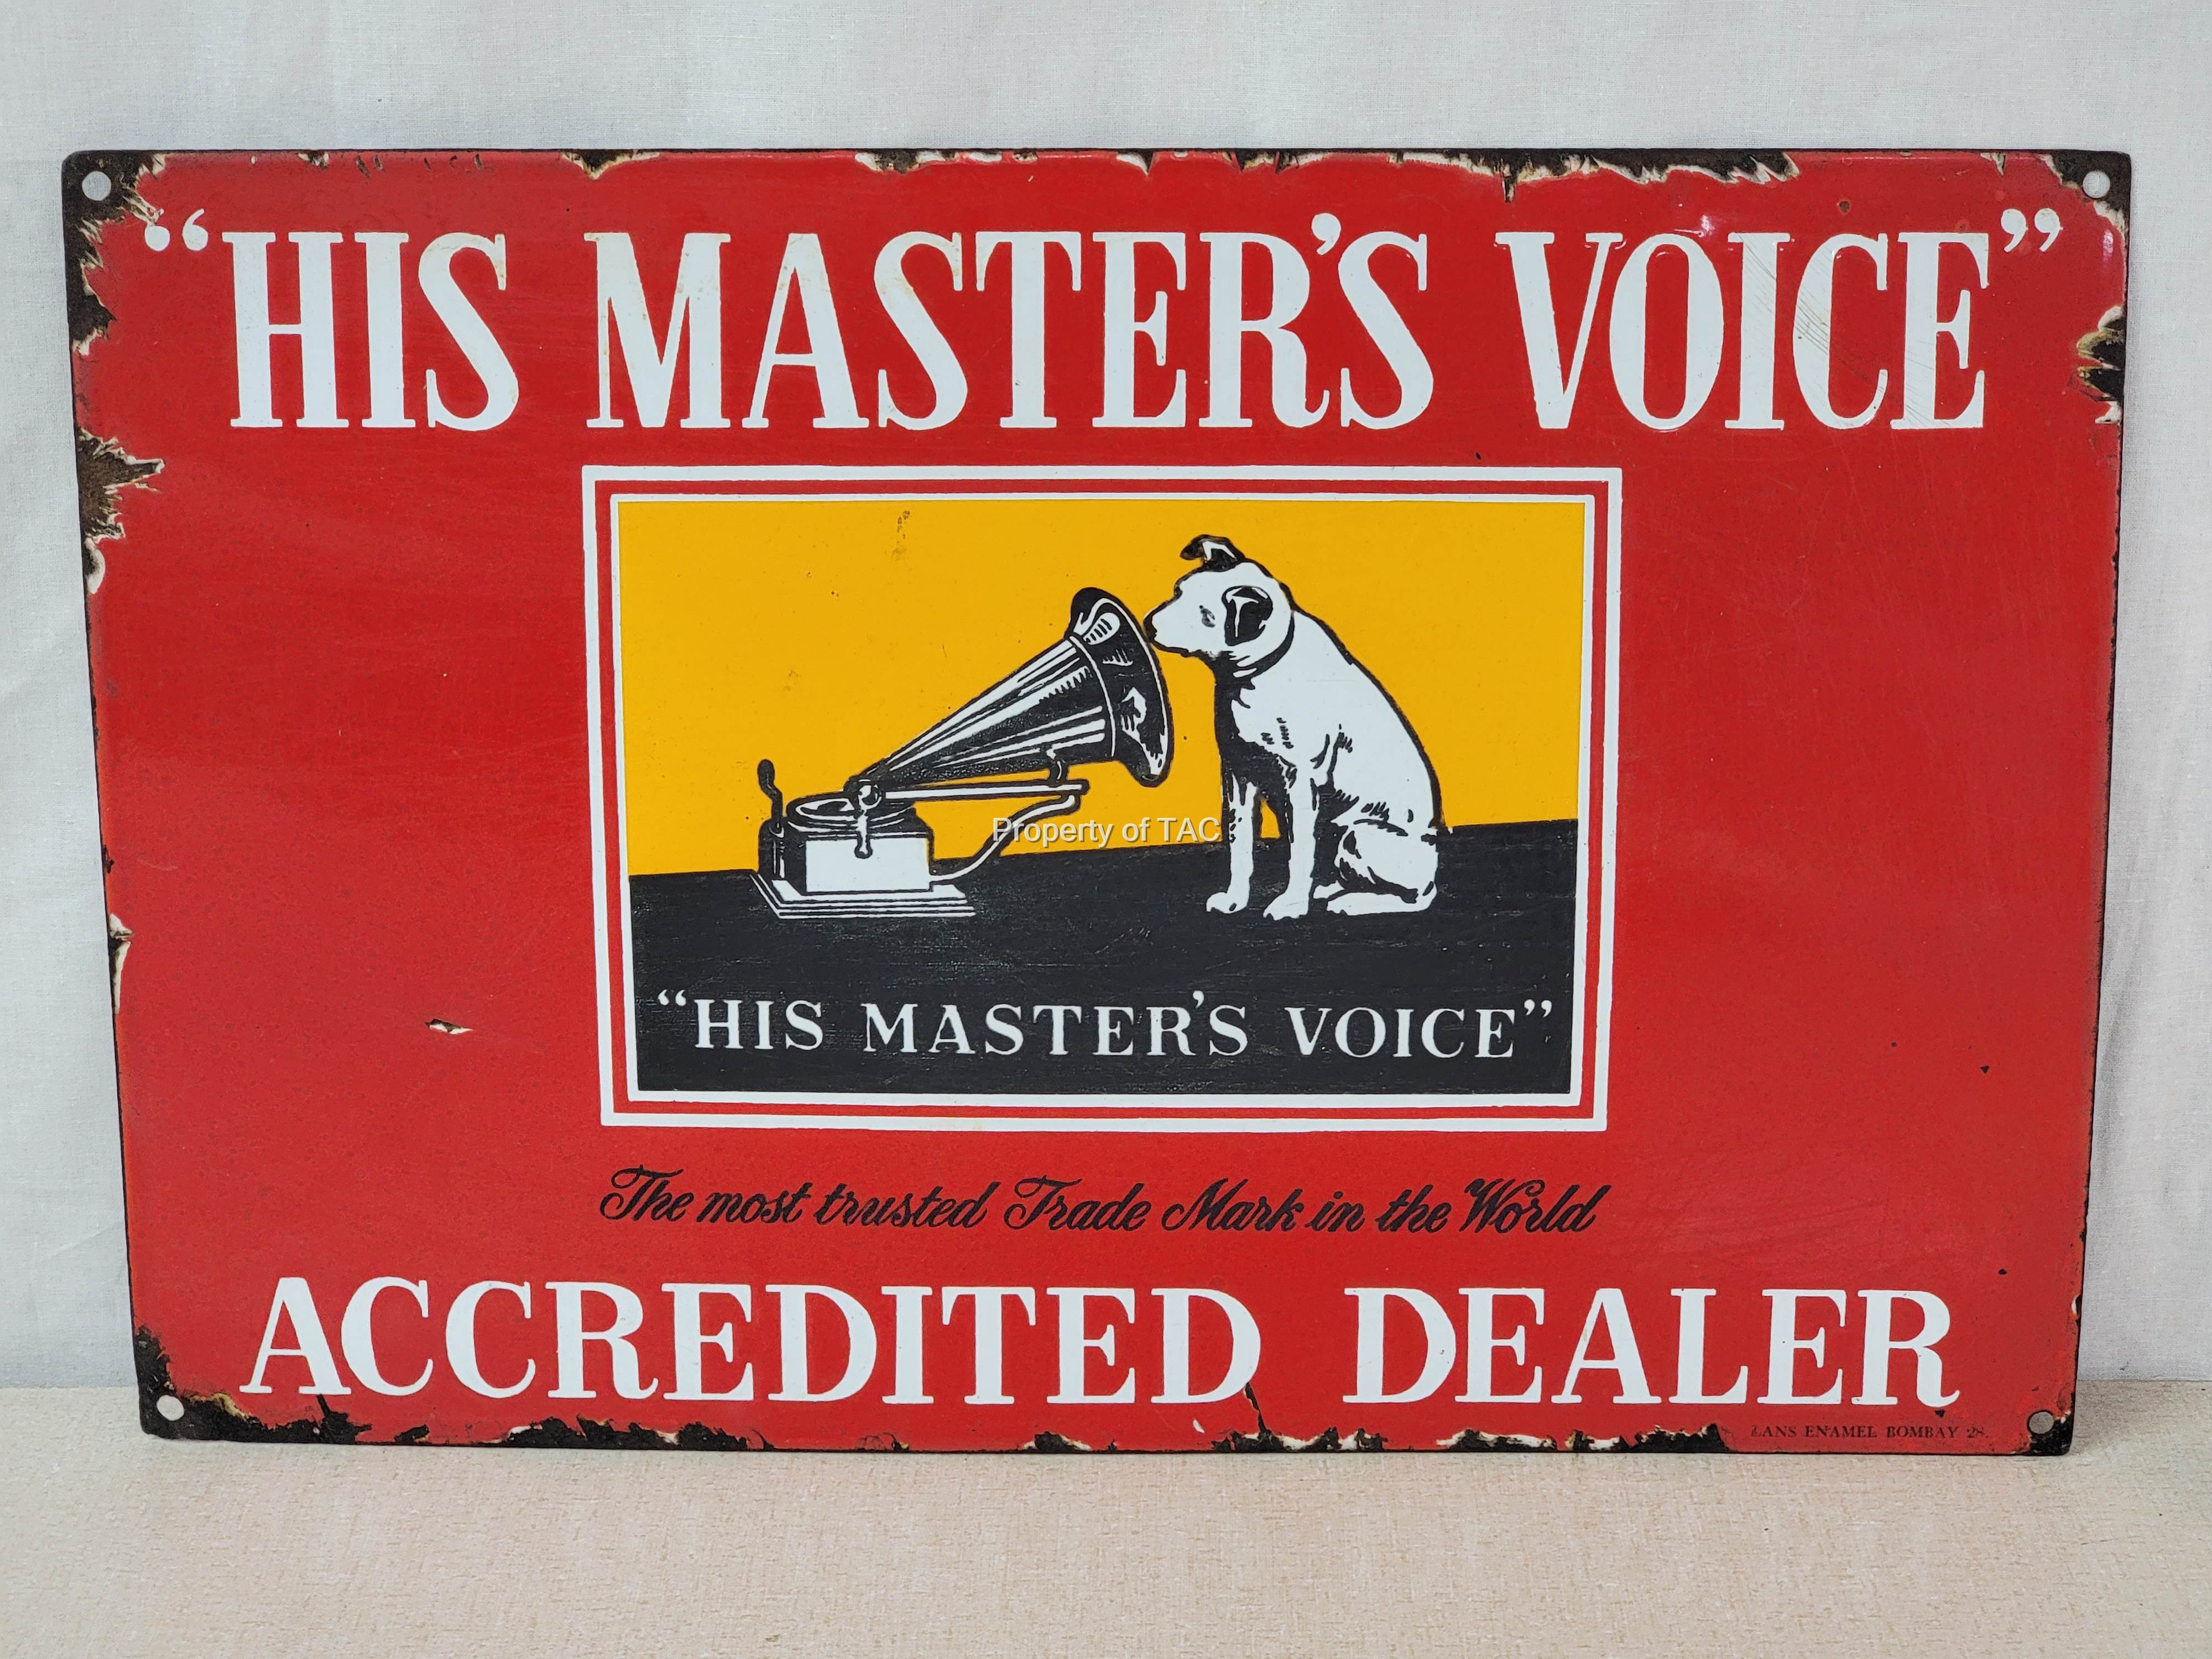 “HIS MASTER’S VOICE”
Property of TAC
“HIS MASTER’S VOICE”
The most trusted Trade Mark in the World
ACCREDITED DEALER
ENAMEL BOMBAY 28.